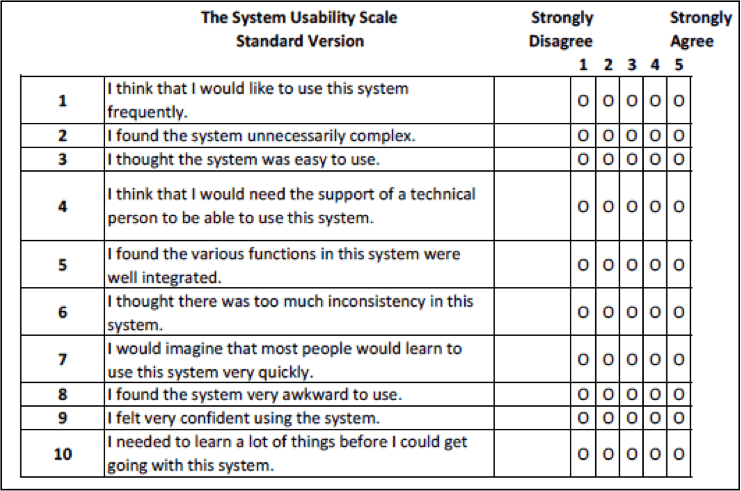 The System Usability Scale Strongly Strongly
Standard Version Disagree Agree
1 2 3 4 5
1 I think that I would like to use this system
frequently. O O O O O
2 I found the system unnecessarily complex. O O O O O
3 I thought the system was easy to use. O O O O O
4 I think that I would need the support of a technical
person to be able to use this system. O O O O O
5 I found the various functions in this system were
well integrated. O O O O O
6 I thought there was too much inconsistency in this
system. O O O O O
7 I would imagine that most people would learn to
use this system very quickly. O O O O O
8 I found the system very awkward to use. O O O O O
9 I felt very confident using the system. O O O O O
10 I needed to learn a lot of things before I could get
going with this system. O O O O O